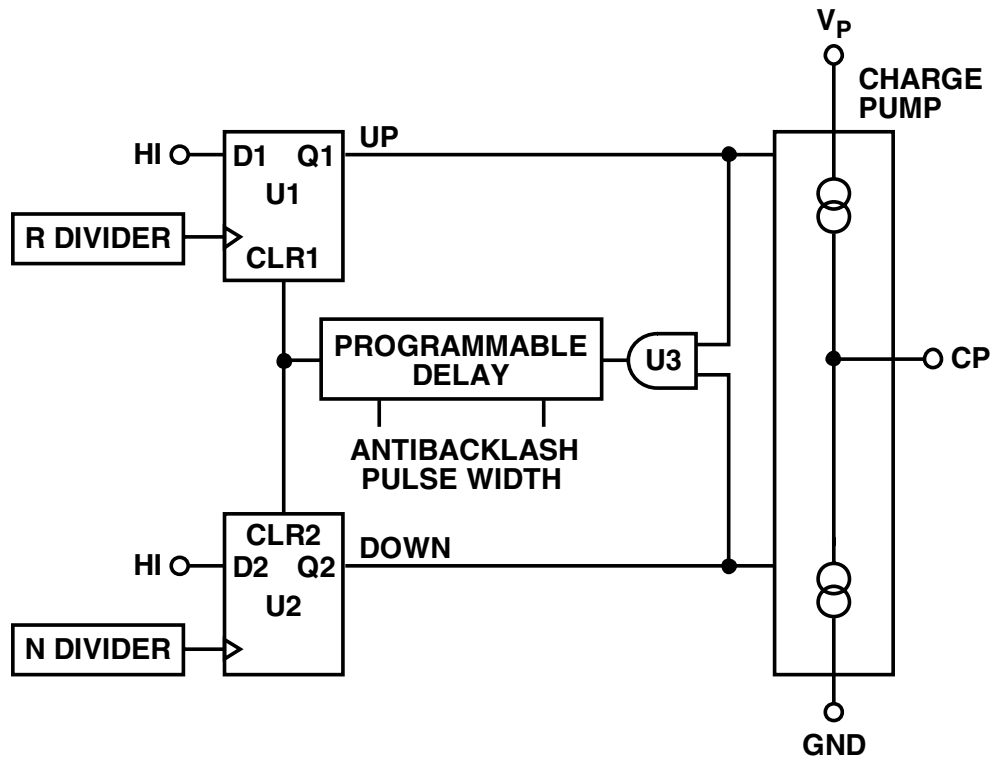 VP
CHARGE
PUMP
UP
HI
D1 Q1
U1
R DIVIDER
CLR1
PROGRAMMABLE
DELAY
U3
CP
ANTIBACKLASH
PULSE WIDTH
CLR2
DOWN
HI
D2 Q2
U2
N DIVIDER
GND